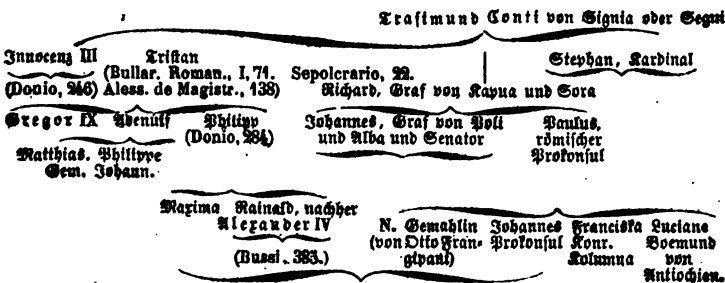 Trasimund Conti von Signia oder Segni
Innocenz III Tristan Stephan, Kardinal
(Bullar. Roman., I, 71. Sepolcrario, 22.
(Donio, 246) Aless. de Magistr., 138) Richard, Graf von Kapua und Sora
Gregor IX Adenulf Philipp Johannes, Graf von Poli Paulus,
(Donio, 284) und Alba und Senator römischer
Matthias. Philippe Prokonsul
Gem. Johann.
Maxima Rainald, nachher
Alexander IV N. Gemahlin Johannes Franciska Luciane
(von Otto Fran- Prokonsul Konr. Boemund
(Bussi. 383.) gipani) Kolumna von
Antiochien.